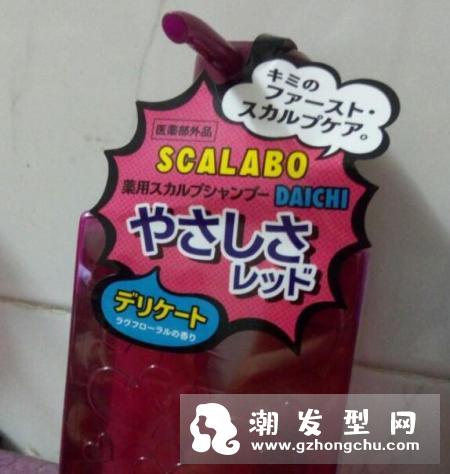 キミの
ファースト・
スカルプケア。
医薬部外品
SCALABO
薬用スカルプシャンプー DAICHI
やさしさ
レッド
デリケート
ラヴフローラルの香り
潮发型网
www.gzhongchu.com